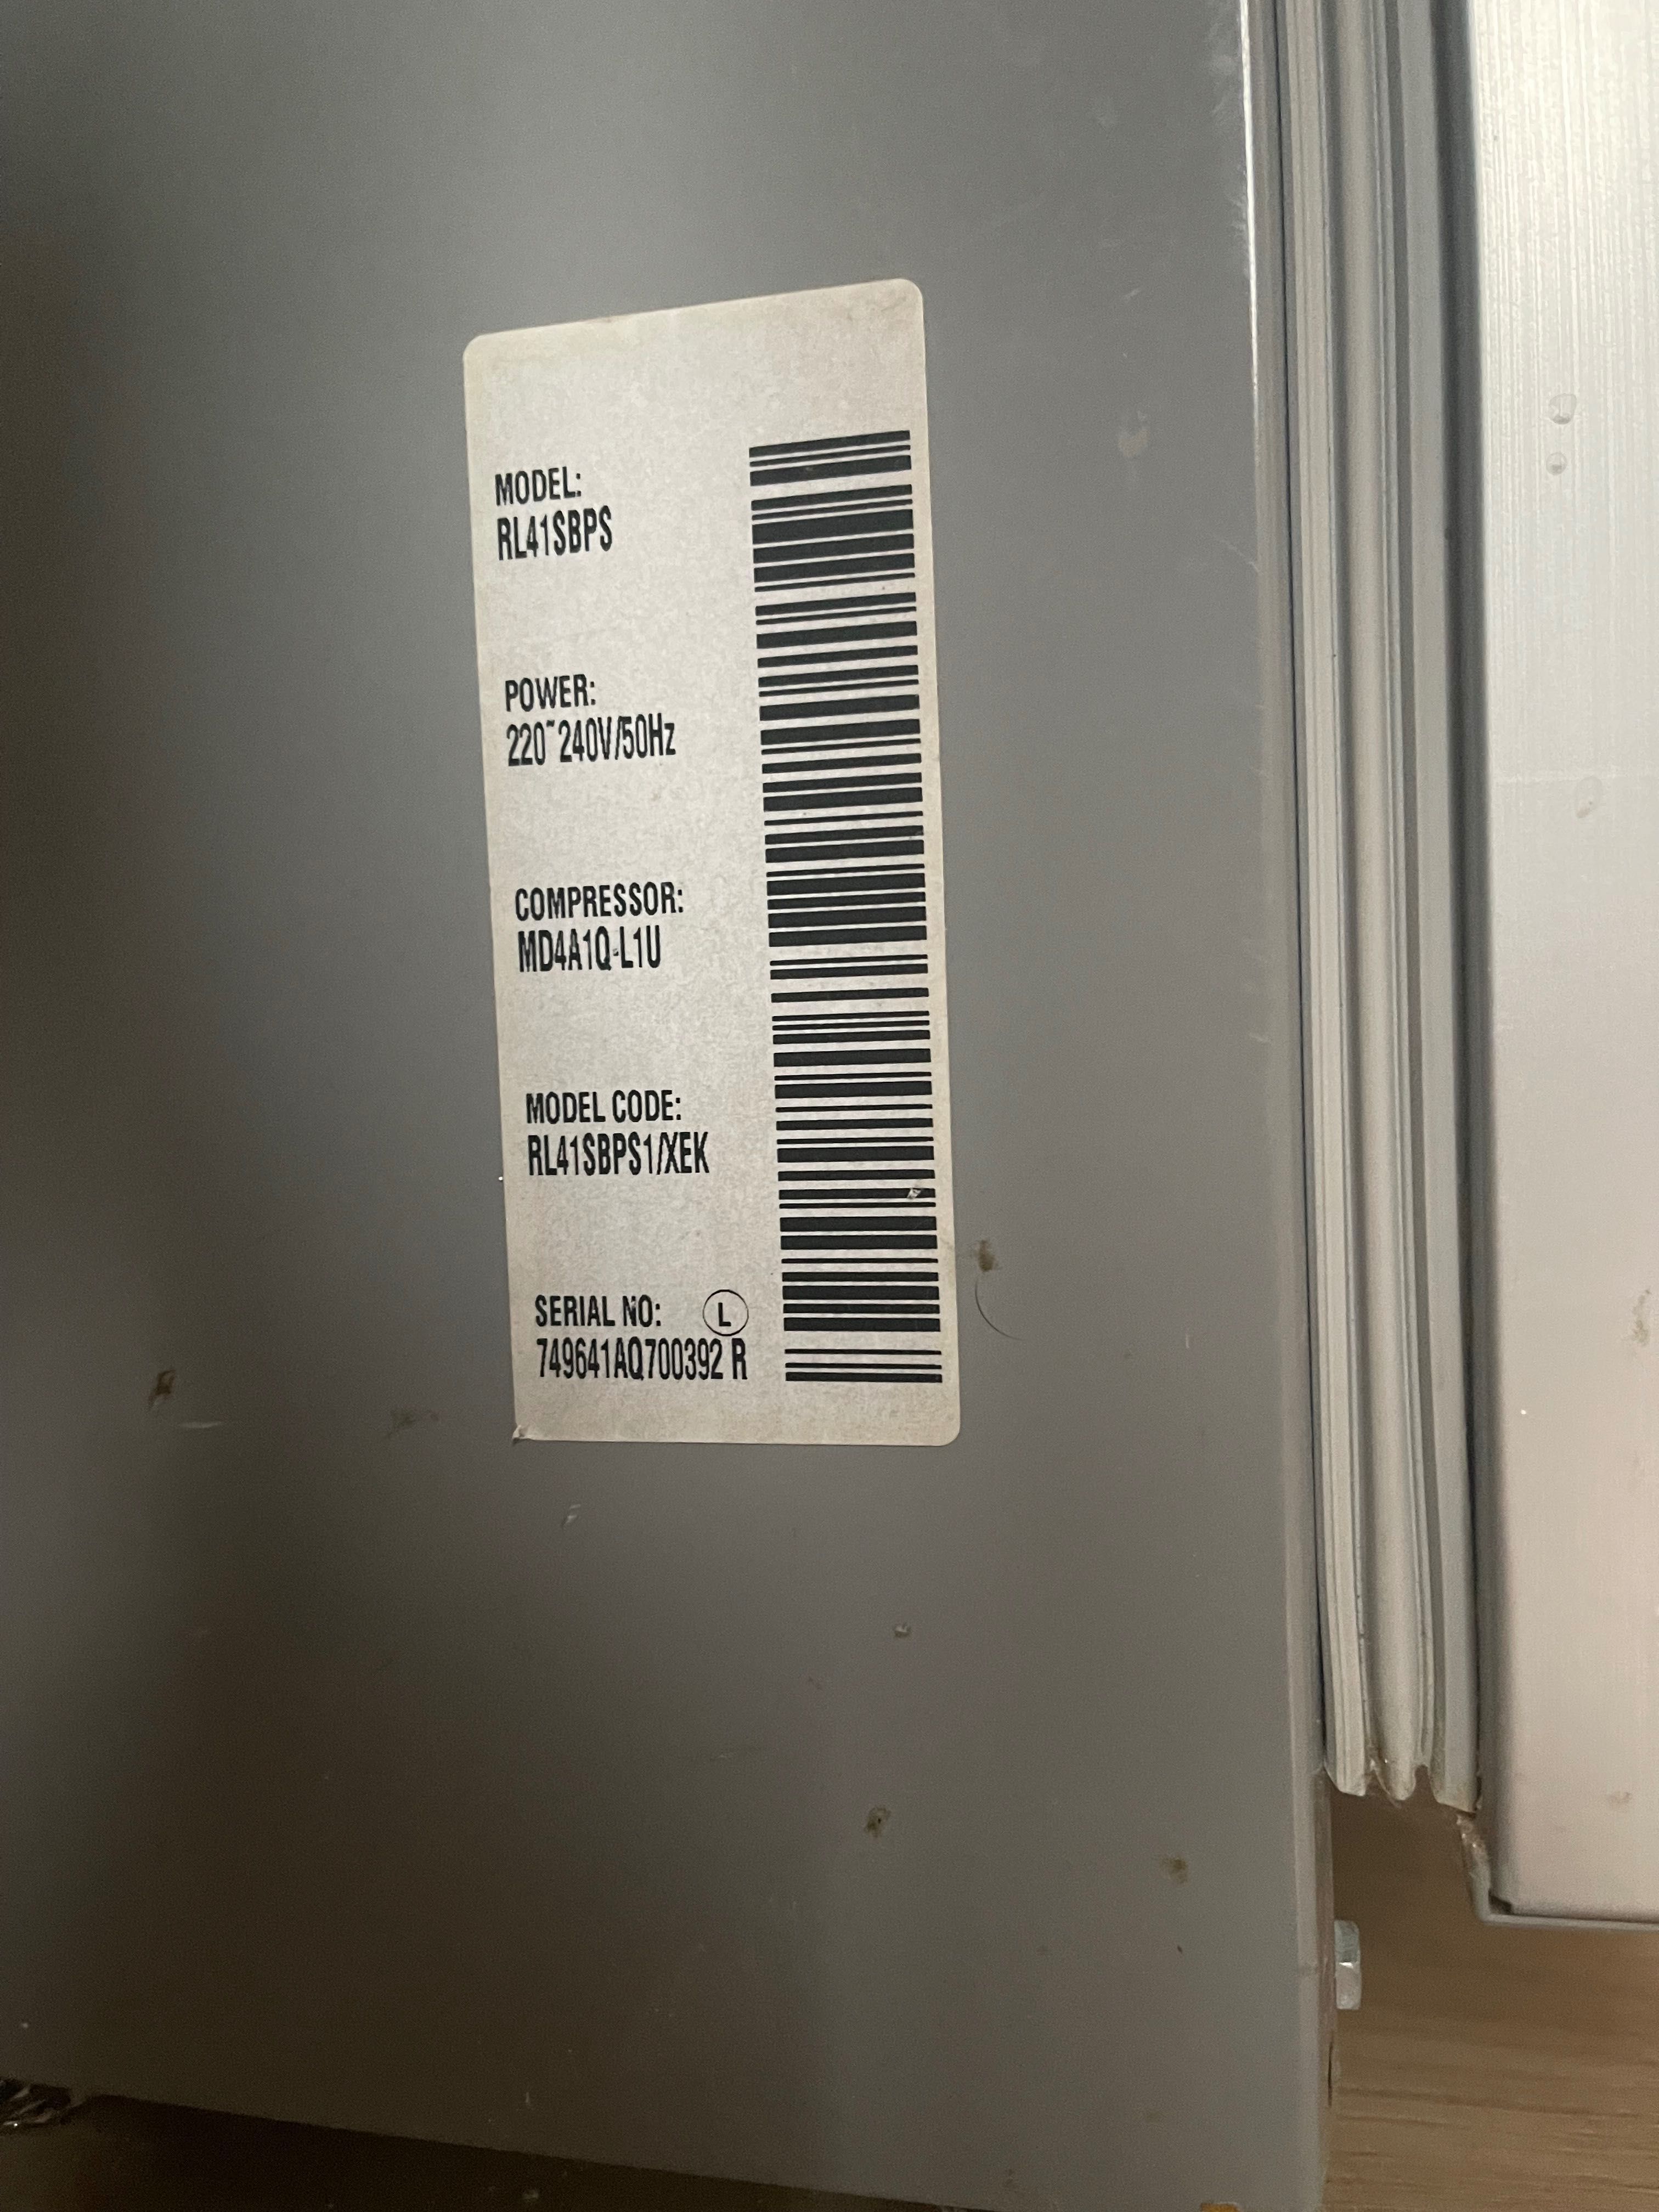 MODEL:
RL41SBPS
POWER:
220~240V/50Hz
COMPRESSOR:
MD4A1Q-L1U
MODEL CODE:
RL41SBPS1/XEK
SERIAL NO: L
749641AQ700392 R